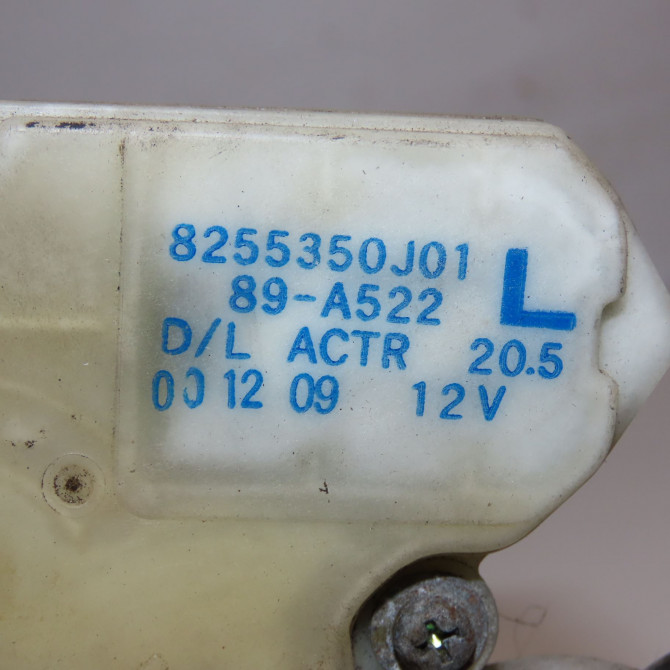 8255350J01 L
89-A522
D/L ACTR 20.5
00 12 09 12V